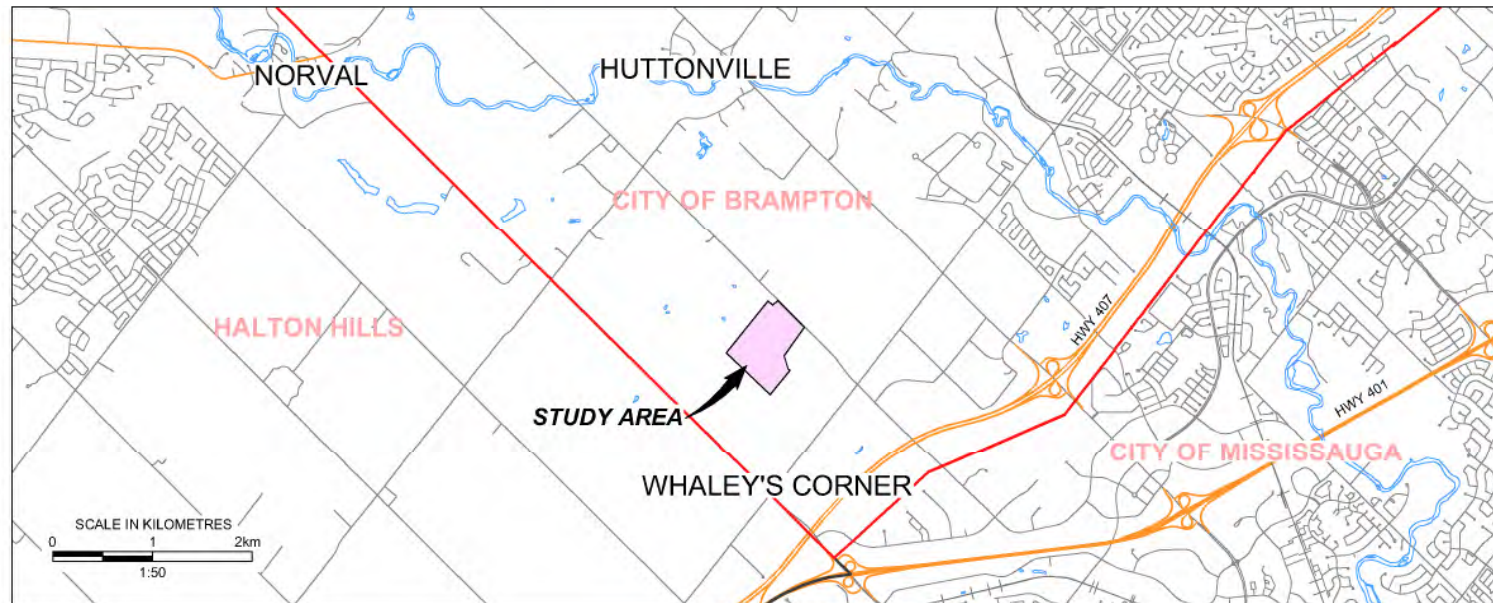 NORVAL
HUTTONVILLE
CITY OF BRAMPTON
HALTON HILLS
HWY 407
STUDY AREA
HWY 401
CITY OF MISSISSAUGA
WHALEY'S CORNER
SCALE IN KILOMETRES
0 1 2km
1:50